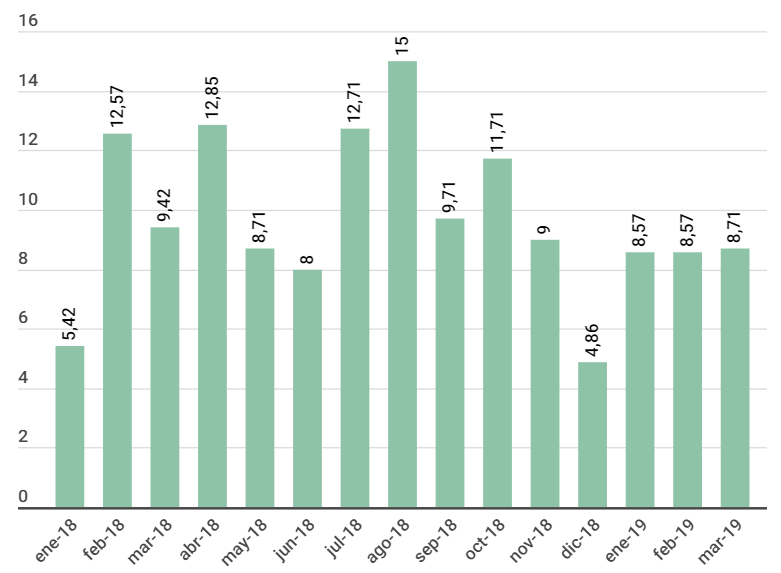 16
14
12
10
8
6
4
2
0
5,42
12,57
9,42
12,85
8,71
8
12,71
15
9,71
11,71
9
4,86
8,57
8,57
8,71
ene-18
feb-18
mar-18
abr-18
may-18
jun-18
jul-18
ago-18
sep-18
oct-18
nov-18
dic-18
ene-19
feb-19
mar-19